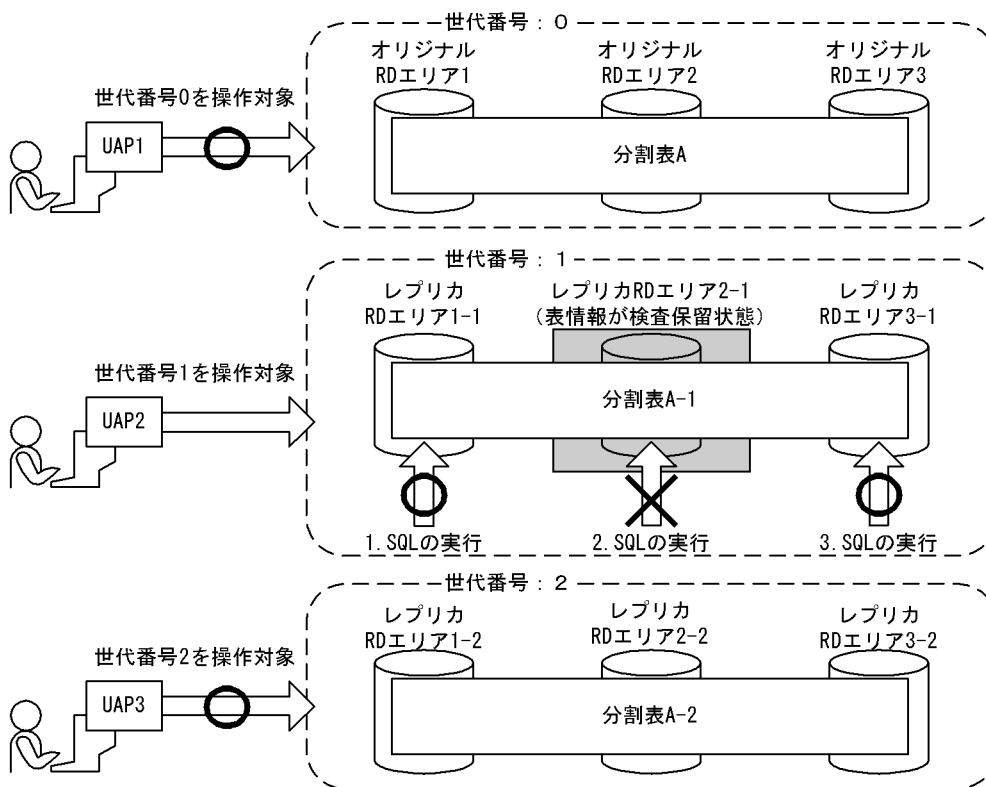 世代番号：０
オリジナル
RDエリア1
オリジナル
RDエリア2
オリジナル
RDエリア3
世代番号0を操作対象
UAP1
分割表A
世代番号：１
レプリカ
RDエリア1-1
レプリカRDエリア2-1
（表情報が検査保留状態）
レプリカ
RDエリア3-1
世代番号1を操作対象
UAP2
分割表A-1
1.SQLの実行
2.SQLの実行
3.SQLの実行
世代番号：２
レプリカ
RDエリア1-2
レプリカ
RDエリア2-2
レプリカ
RDエリア3-2
世代番号2を操作対象
UAP3
分割表A-2